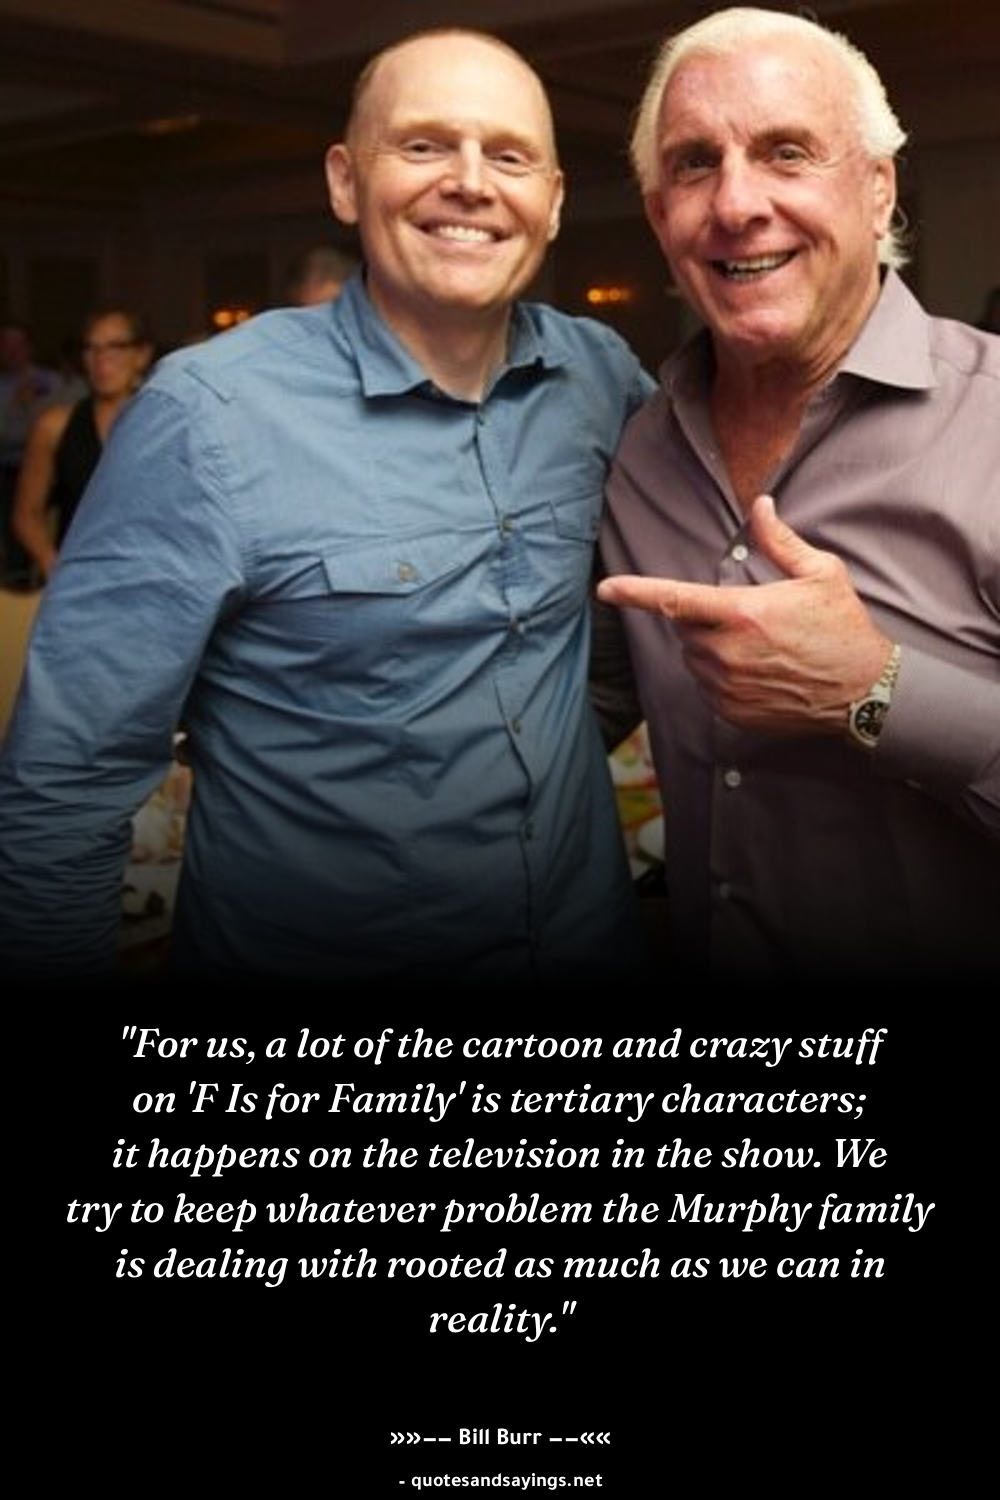 "For us, a lot of the cartoon and crazy stuff
on 'F Is for Family' is tertiary characters;
it happens on the television in the show. We
try to keep whatever problem the Murphy family
is dealing with rooted as much as we can in
reality."
»»–– Bill Burr ––««
- quotesandsayings.net